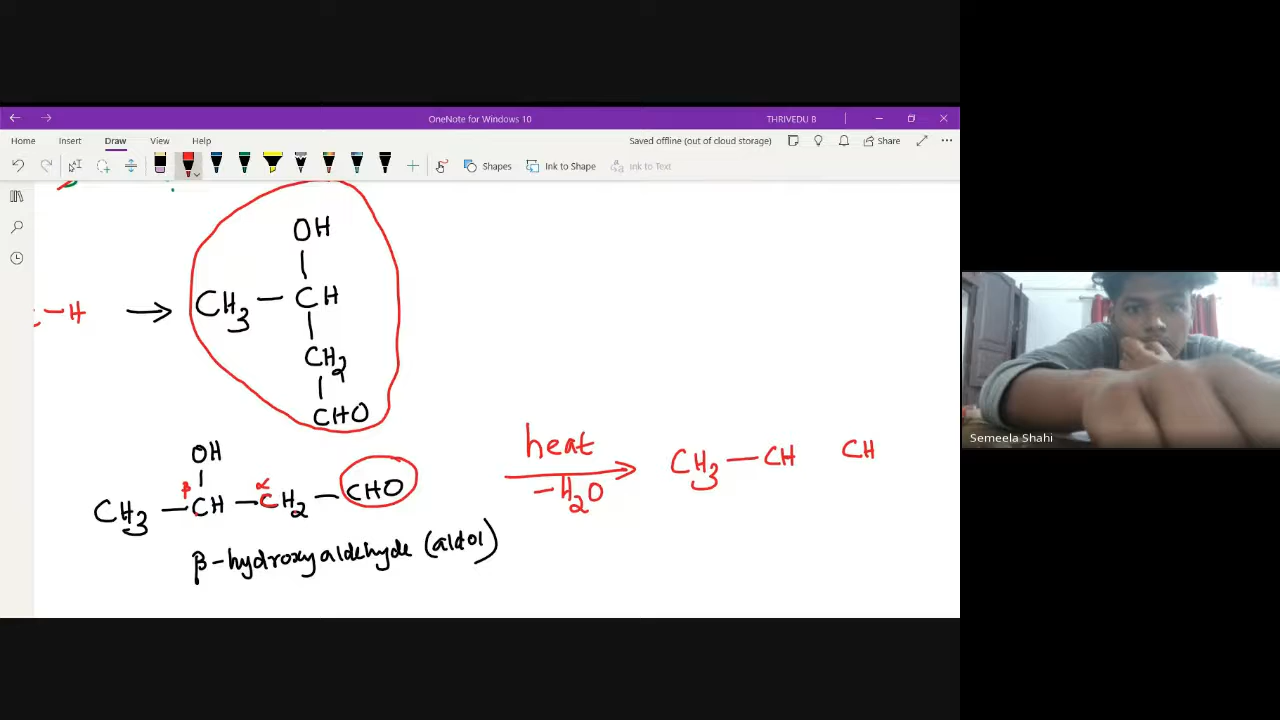 OneNote for Windows 10
THRIVEDU B
Home Insert Draw View Help
Saved offline (out of cloud storage)
Share
Shapes
Ink to Shape
Ink to Text
OH
CH3 — CH
CH2
CHO
—H →
OH
β α
CH3 — CH — CH2 — CHO
β-hydroxyaldehyde (aldol)
heat
-H2O
CH3 — CH CH
Semeela Shahi